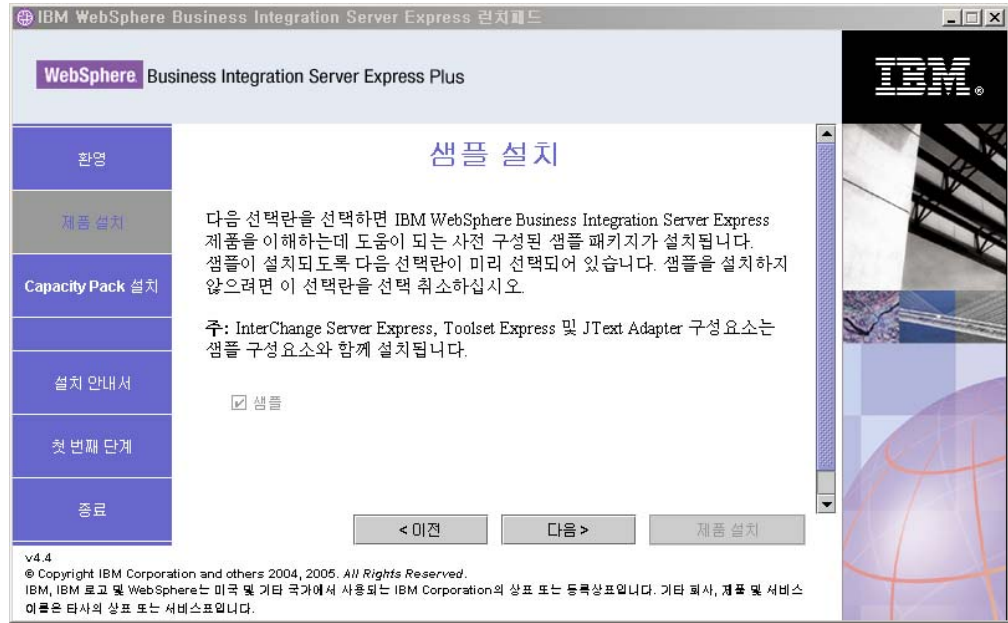 IBM WebSphere Business Integration Server Express 런치패드
WebSphere. Business Integration Server Express Plus
IBM®
환영
제품 설치
Capacity Pack 설치
설치 안내서
첫 번째 단계
종료
샘플 설치
다음 선택란을 선택하면 IBM WebSphere Business Integration Server Express
제품을 이해하는데 도움이 되는 사전 구성된 샘플 패키지가 설치됩니다.
샘플이 설치되도록 다음 선택란이 미리 선택되어 있습니다. 샘플을 설치하지
않으려면 이 선택란을 선택 취소하십시오.
주: InterChange Server Express, Toolset Express 및 JText Adapter 구성요소는
샘플 구성요소와 함께 설치됩니다.
샘플
< 이전
다음 >
제품 설치
v4.4
© Copyright IBM Corporation and others 2004, 2005. All Rights Reserved.
IBM, IBM 로고 및 WebSphere는 미국 및 기타 국가에서 사용되는 IBM Corporation의 상표 또는 등록상표입니다. 기타 회사, 제품 및 서비스
이름은 타사의 상표 또는 서비스표입니다.